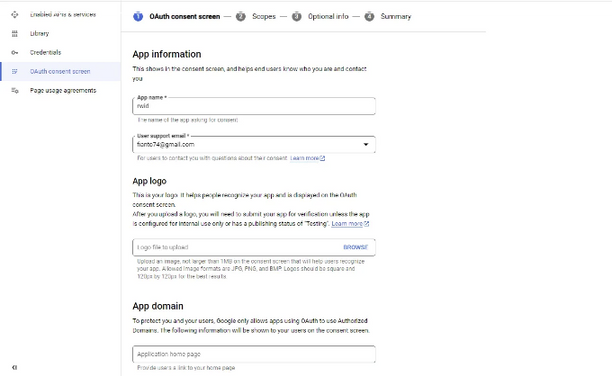 Enabled APIs & services
Library
Credentials
OAuth consent screen
Page usage agreements
1 OAuth consent screen — 2 Scopes — 3 Optional info — 4 Summary
App information
This shows in the consent screen, and helps end users know who you are and contact
you
App name *
rwid
The name of the app asking for consent
User support email *
fianto74@gmail.com
For users to contact you with questions about their consent. Learn more
App logo
This is your logo. It helps people recognize your app and is displayed on the OAuth
consent screen.
After you upload a logo, you will need to submit your app for verification unless the app
is configured for internal use only or has a publishing status of "Testing". Learn more
Logo file to upload BROWSE
Upload an image, not larger than 1MB on the consent screen that will help users recognize
your app. Allowed image formats are JPG, PNG, and BMP. Logos should be square and
120px by 120px for the best results.
App domain
To protect you and your users, Google only allows apps using OAuth to use Authorized
Domains. The following information will be shown to your users on the consent screen.
Application home page
Provide users a link to your home page